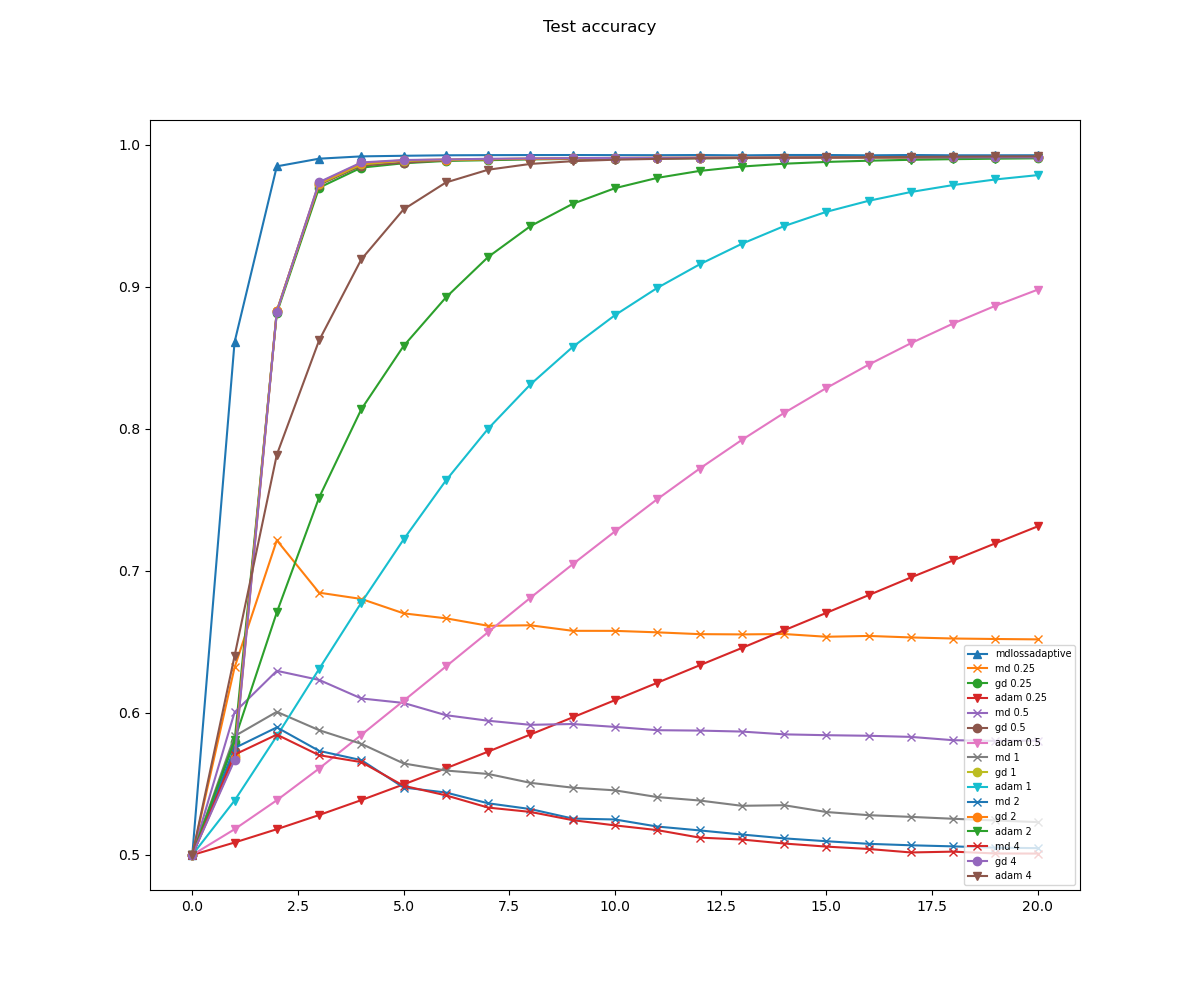 Test accuracy
1.0
0.9
0.8
0.7
0.6
0.5
0.0 2.5 5.0 7.5 10.0 12.5 15.0 17.5 20.0
mdlossadaptive
md 0.25
gd 0.25
adam 0.25
md 0.5
gd 0.5
adam 0.5
md 1
gd 1
adam 1
md 2
gd 2
adam 2
md 4
gd 4
adam 4